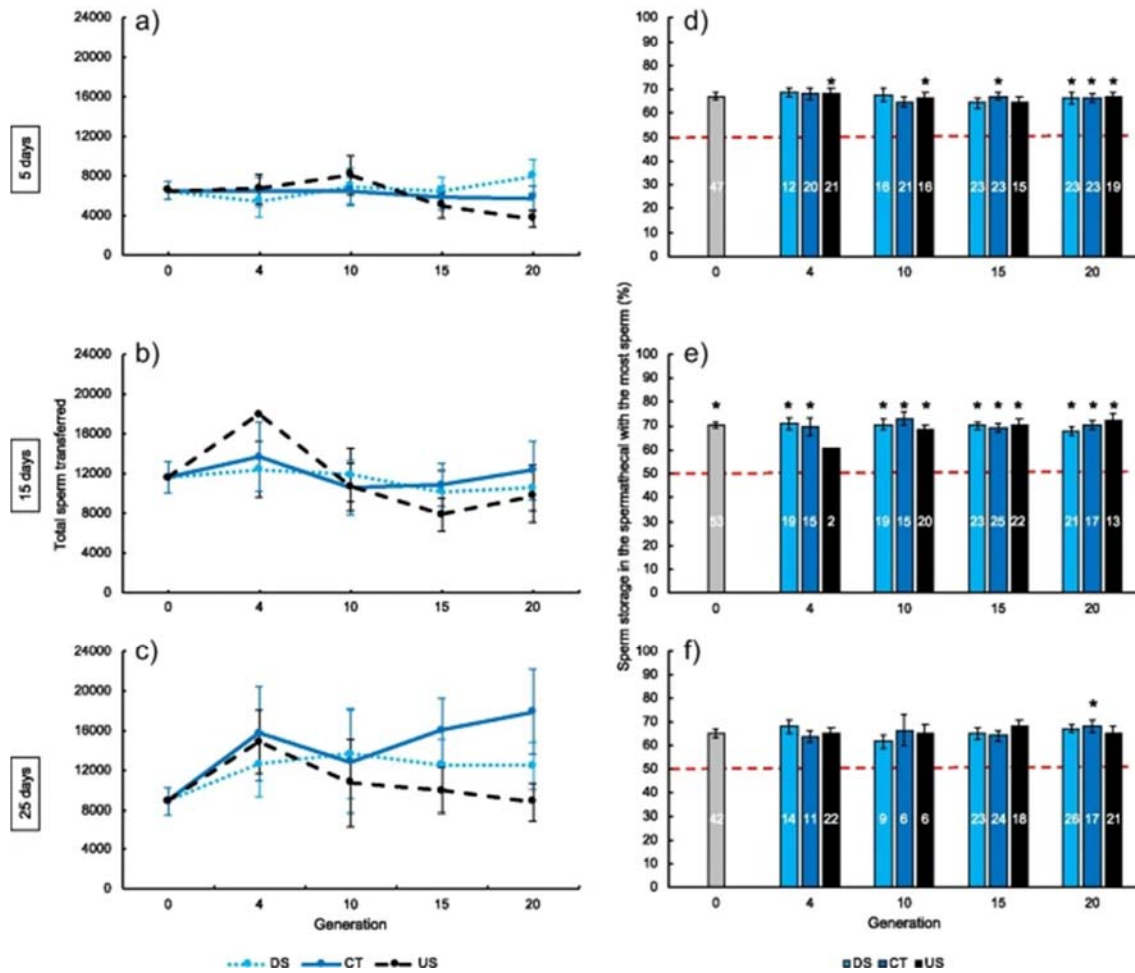 5 days
a)
24000
20000
16000
12000
8000
4000
0
0 4 10 15 20
15 days
b)
Total sperm transferred
24000
20000
16000
12000
8000
4000
0
0 4 10 15 20
25 days
c)
24000
20000
16000
12000
8000
4000
0
0 4 10 15 20
Generation
DS CT US
Sperm storage in the spermathecal with the most sperm (%)
d)
100
90
80
70
60
50
40
30
20
10
0
* * * * * *
47 12 20 21 16 21 16 23 23 15 23 23 19
0 4 10 15 20
e)
100
90
80
70
60
50
40
30
20
10
0
* * * * * * * * * * * *
53 19 15 2 19 15 20 23 25 22 21 17 13
0 4 10 15 20
f)
100
90
80
70
60
50
40
30
20
10
0
*
42 14 11 22 9 6 6 23 24 18 26 17 21
0 4 10 15 20
Generation
DS CT US